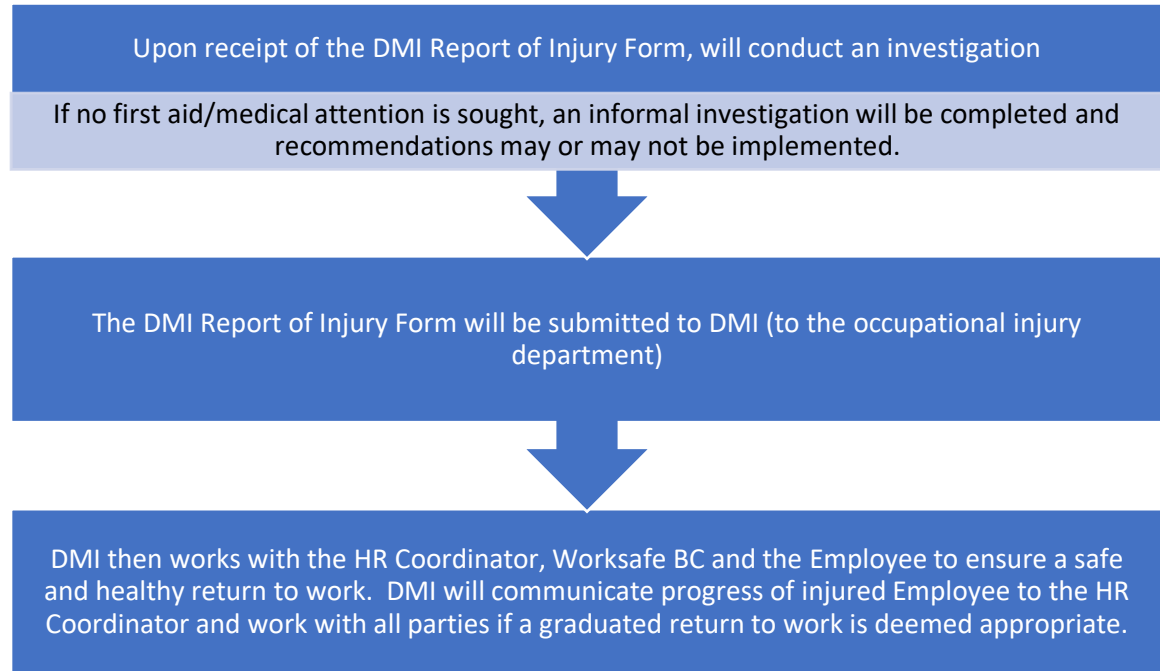 Upon receipt of the DMI Report of Injury Form, will conduct an investigation
If no first aid/medical attention is sought, an informal investigation will be completed and
recommendations may or may not be implemented.
The DMI Report of Injury Form will be submitted to DMI (to the occupational injury
department)
DMI then works with the HR Coordinator, Worksafe BC and the Employee to ensure a safe
and healthy return to work.  DMI will communicate progress of injured Employee to the HR
Coordinator and work with all parties if a graduated return to work is deemed appropriate.